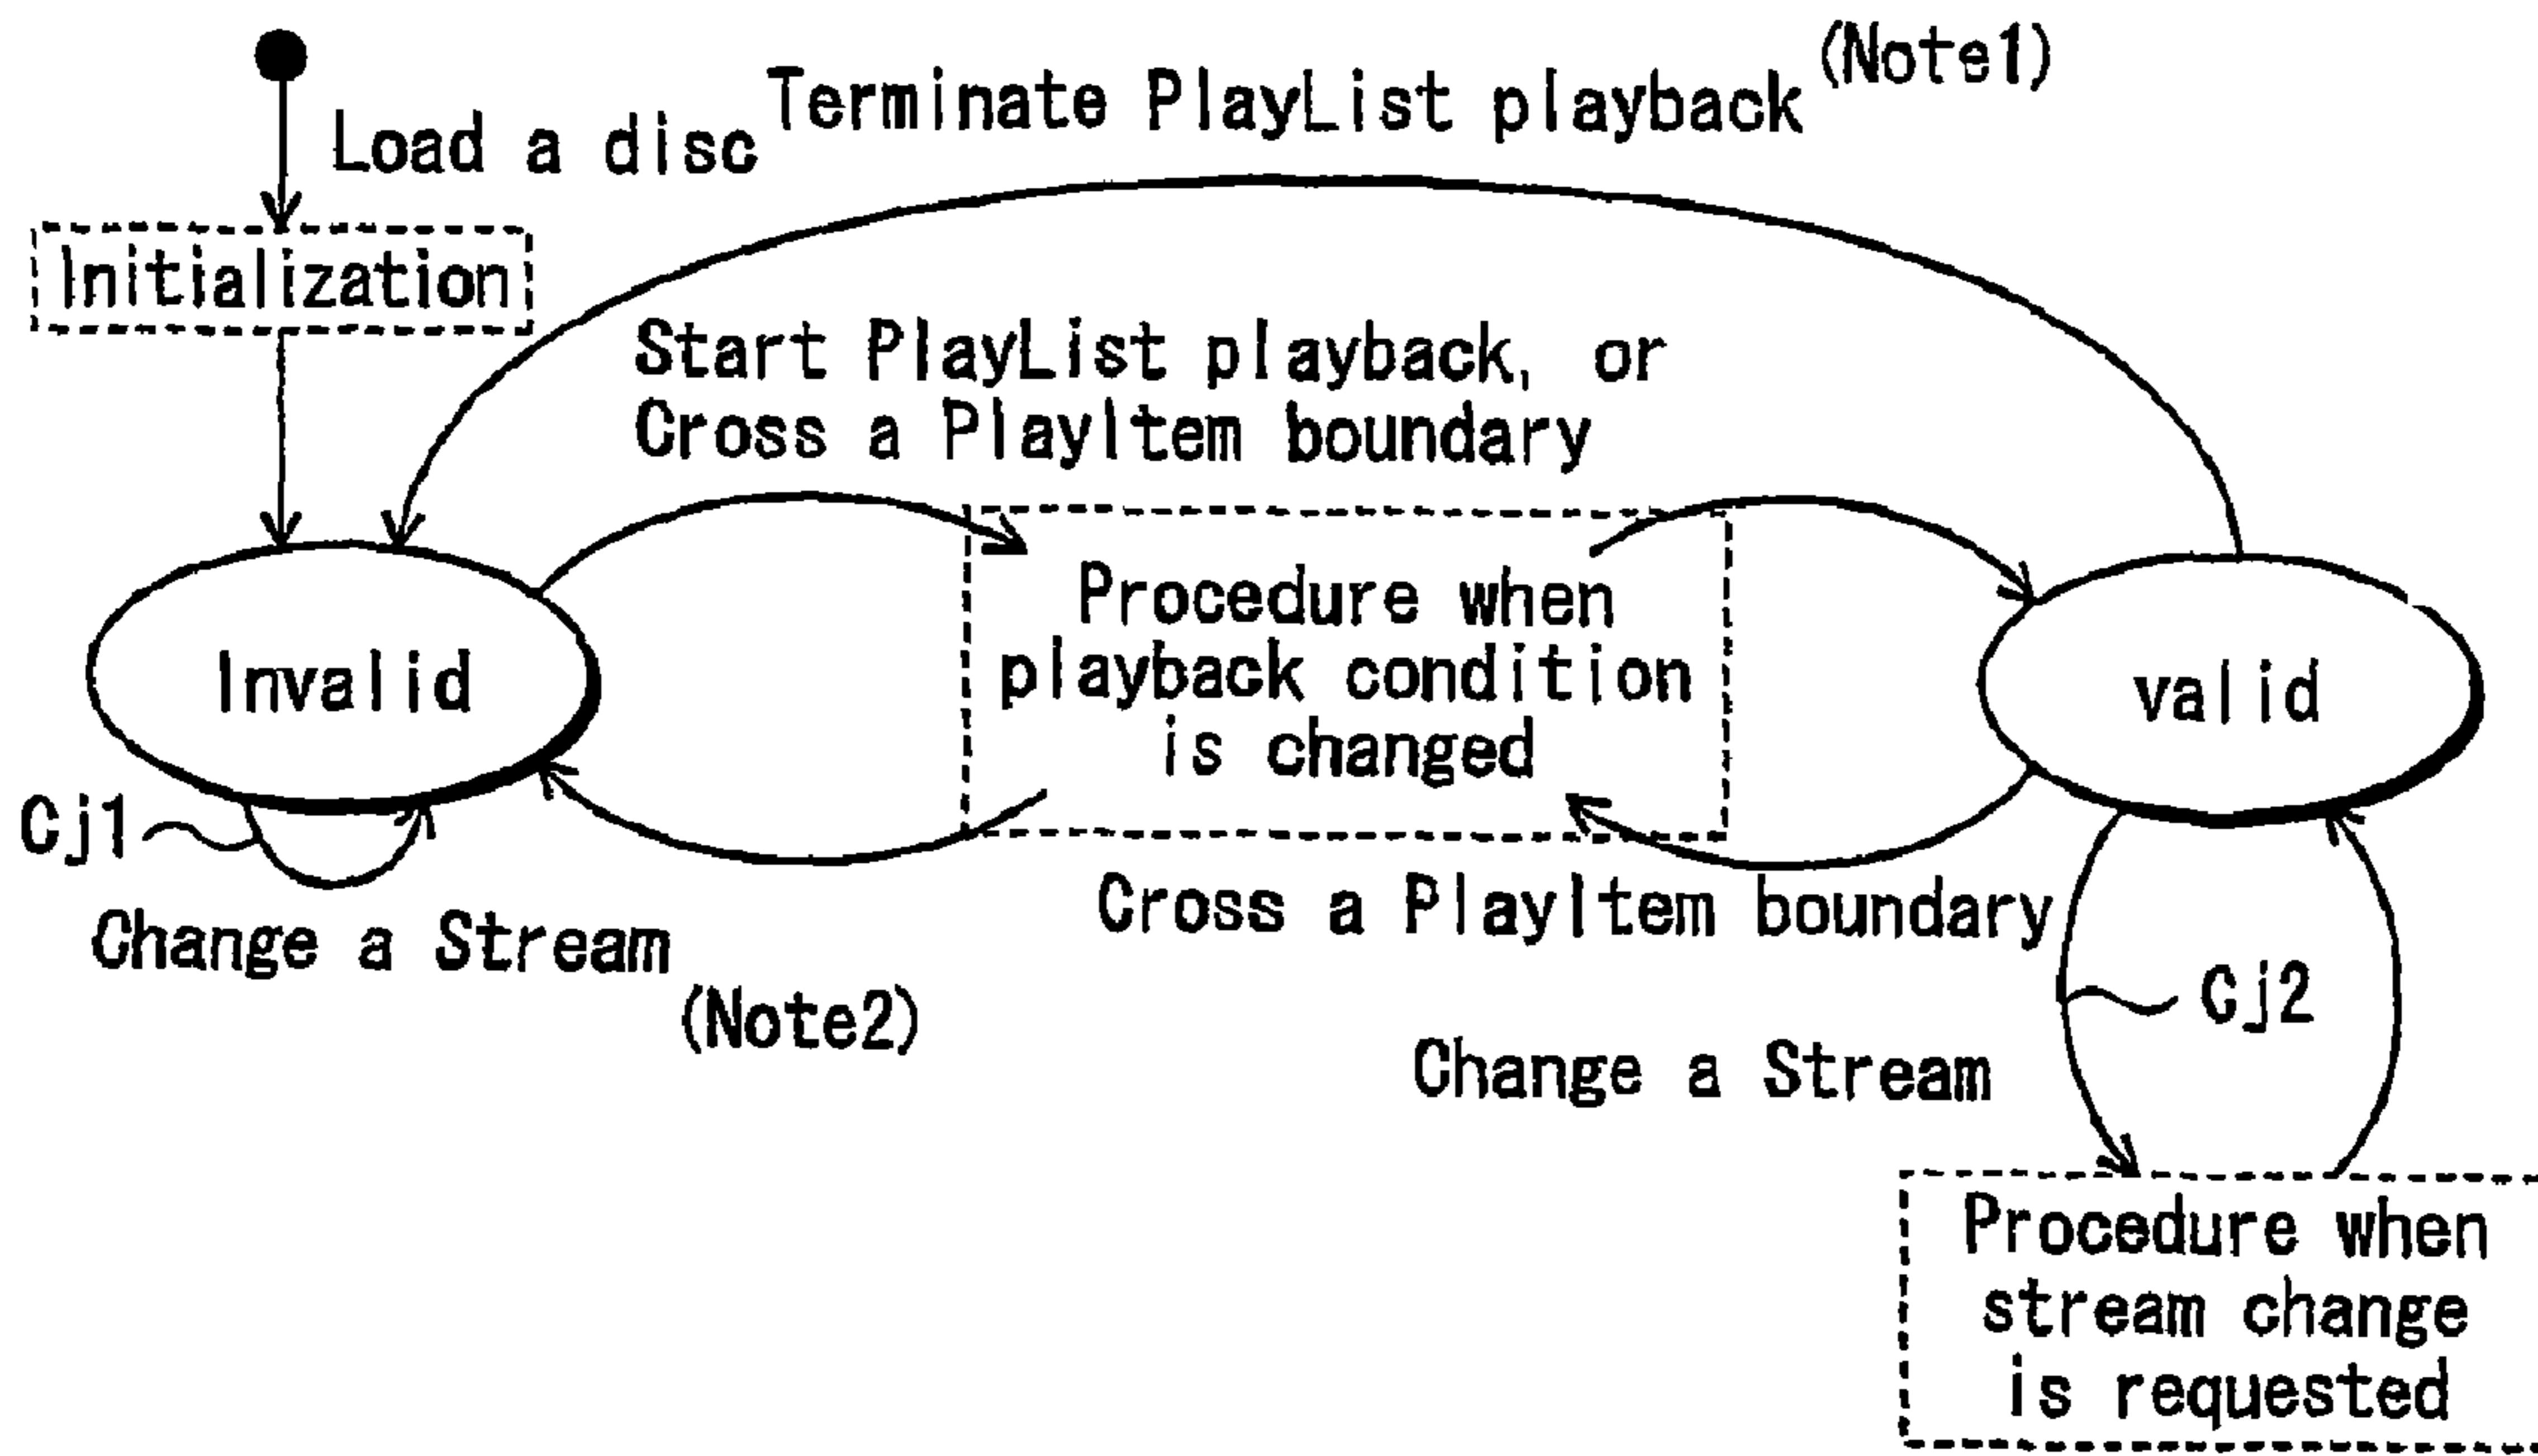 (Note1)
Terminate PlayList playback
Load a disc
Initialization
Start PlayList playback, or
Cross a PlayItem boundary
Procedure when
playback condition
is changed
Invalid
valid
Cj1
Change a Stream
(Note2)
Cross a PlayItem boundary
Cj2
Change a Stream
Procedure when
stream change
is requested